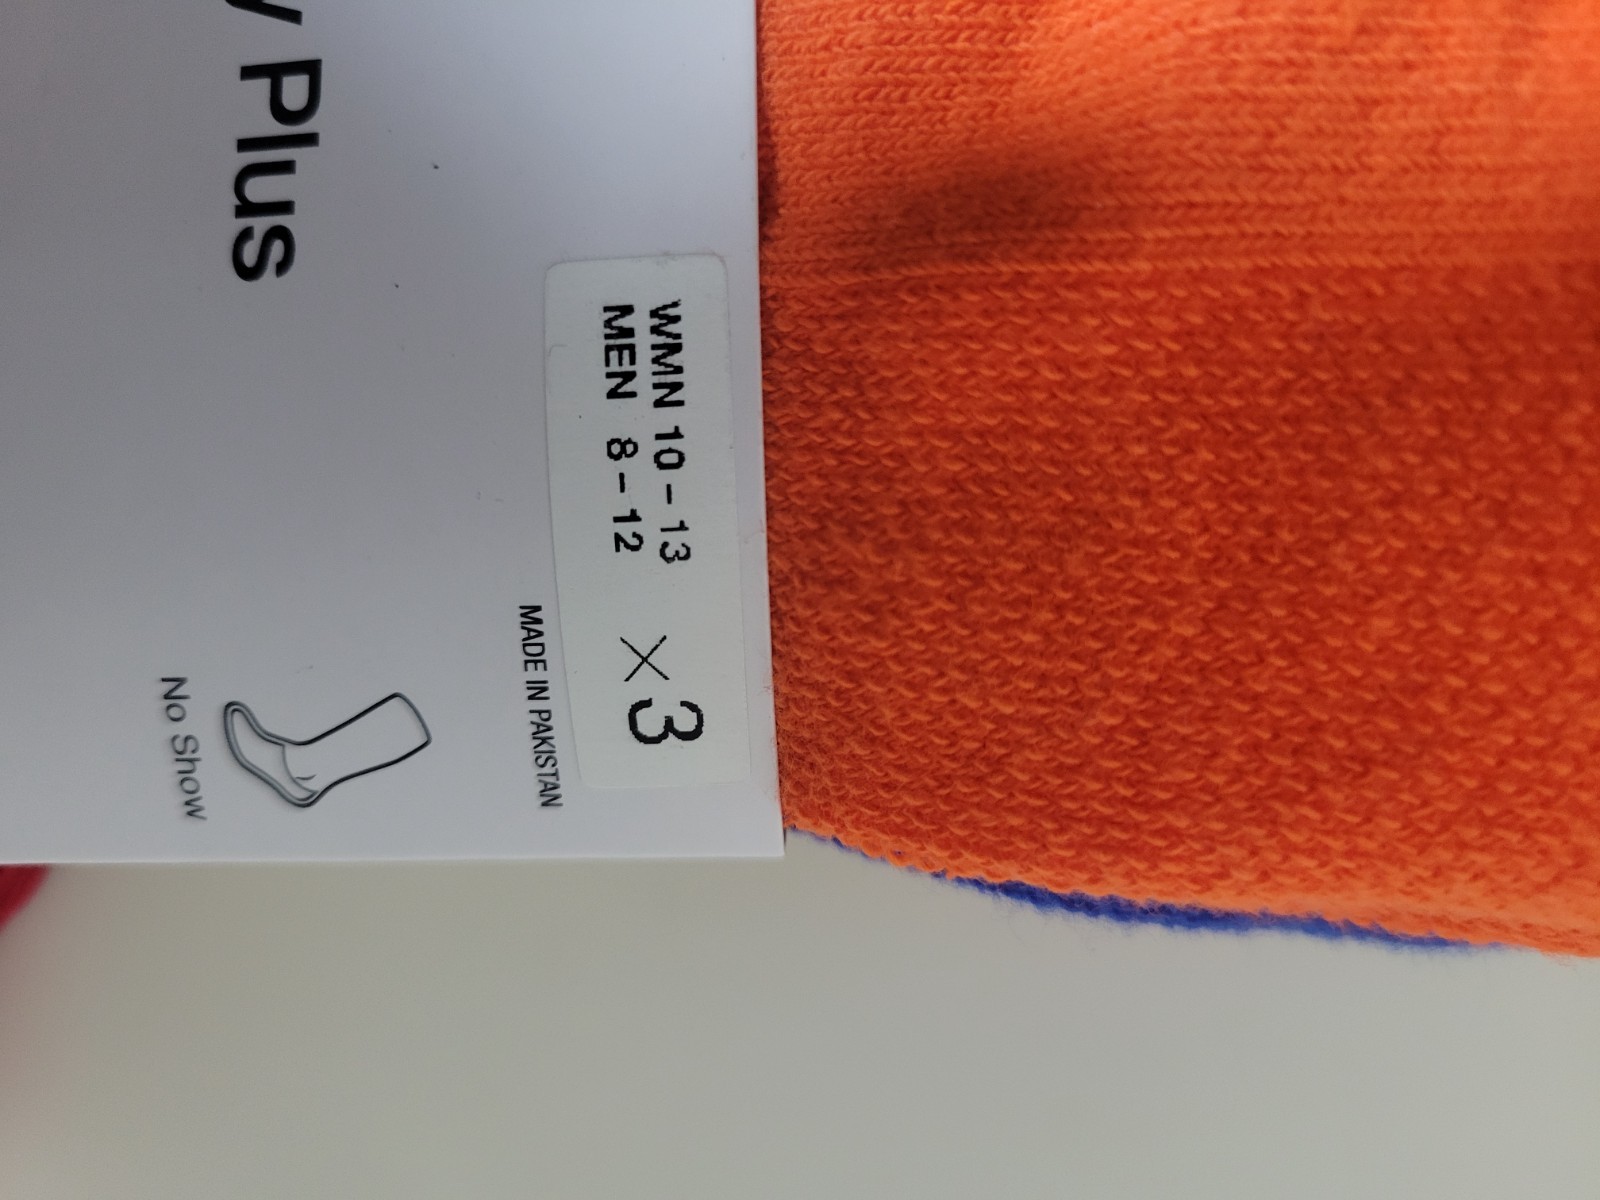 y Plus
WMN 10-13
MEN 8-12
×3
MADE IN PAKISTAN
No Show